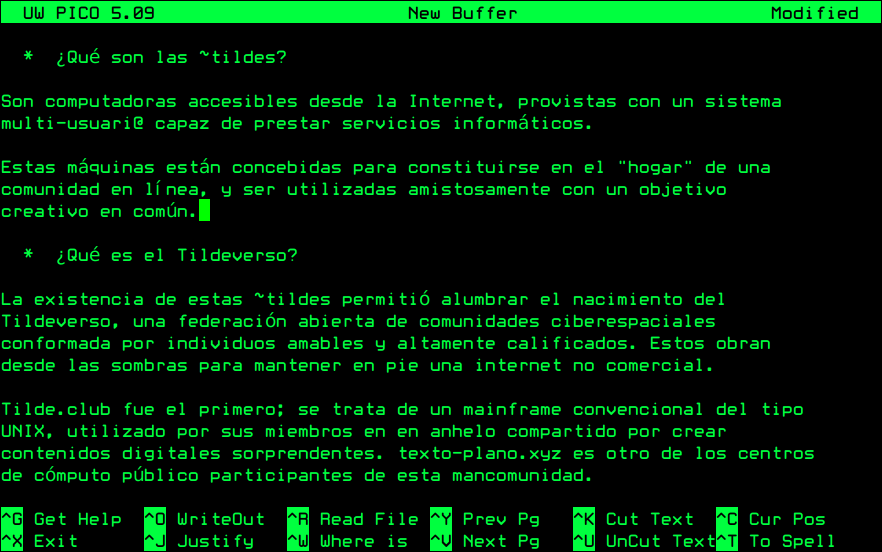 UW PICO 5.09 New Buffer Modified
* ¿Qué son las ~tildes?
Son computadoras accesibles desde la Internet, provistas con un sistema
multi-usuari@ capaz de prestar servicios informáticos.
Estas máquinas están concebidas para constituirse en el "hogar" de una
comunidad en línea, y ser utilizadas amistosamente con un objetivo
creativo en común.
* ¿Qué es el Tildeverso?
La existencia de estas ~tildes permitió alumbrar el nacimiento del
Tildeverso, una federación abierta de comunidades ciberespaciales
conformada por individuos amables y altamente calificados. Estos obran
desde las sombras para mantener en pie una internet no comercial.
Tilde.club fue el primero; se trata de un mainframe convencional del tipo
UNIX, utilizado por sus miembros en en anhelo compartido por crear
contenidos digitales sorprendentes. texto-plano.xyz es otro de los centros
de cómputo público participantes de esta mancomunidad.
^G Get Help ^O WriteOut ^R Read File ^Y Prev Pg ^K Cut Text ^C Cur Pos
^X Exit ^J Justify ^W Where is ^V Next Pg ^U UnCut Text ^T To Spell